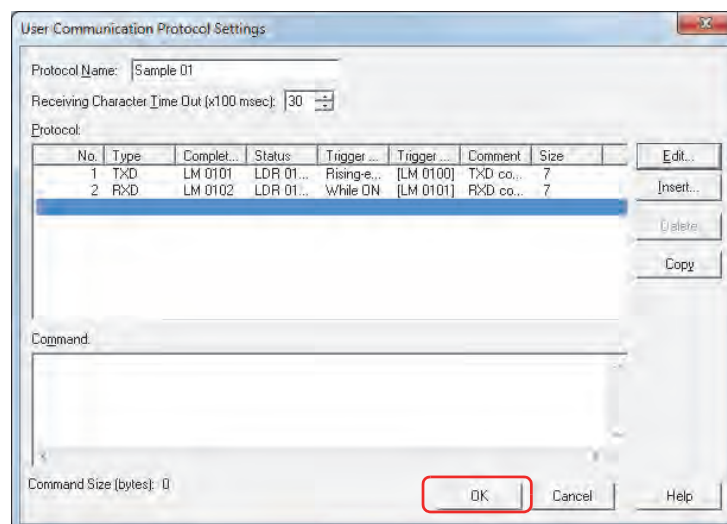 User Communication Protocol Settings
Protocol Name: Sample 01
Receiving Character Time Out (x100 msec): 30
Protocol:
No. Type Complet... Status Trigger ... Trigger ... Comment Size
1 TXD LM 0101 LDR 01... Rising-e... [LM 0100] TXD co... 7
2 RXD LM 0102 LDR 01... While ON [LM 0101] RXD co... 7
Edit...
Insert...
Delete
Copy
Command:
Command Size (bytes): 0
OK Cancel Help